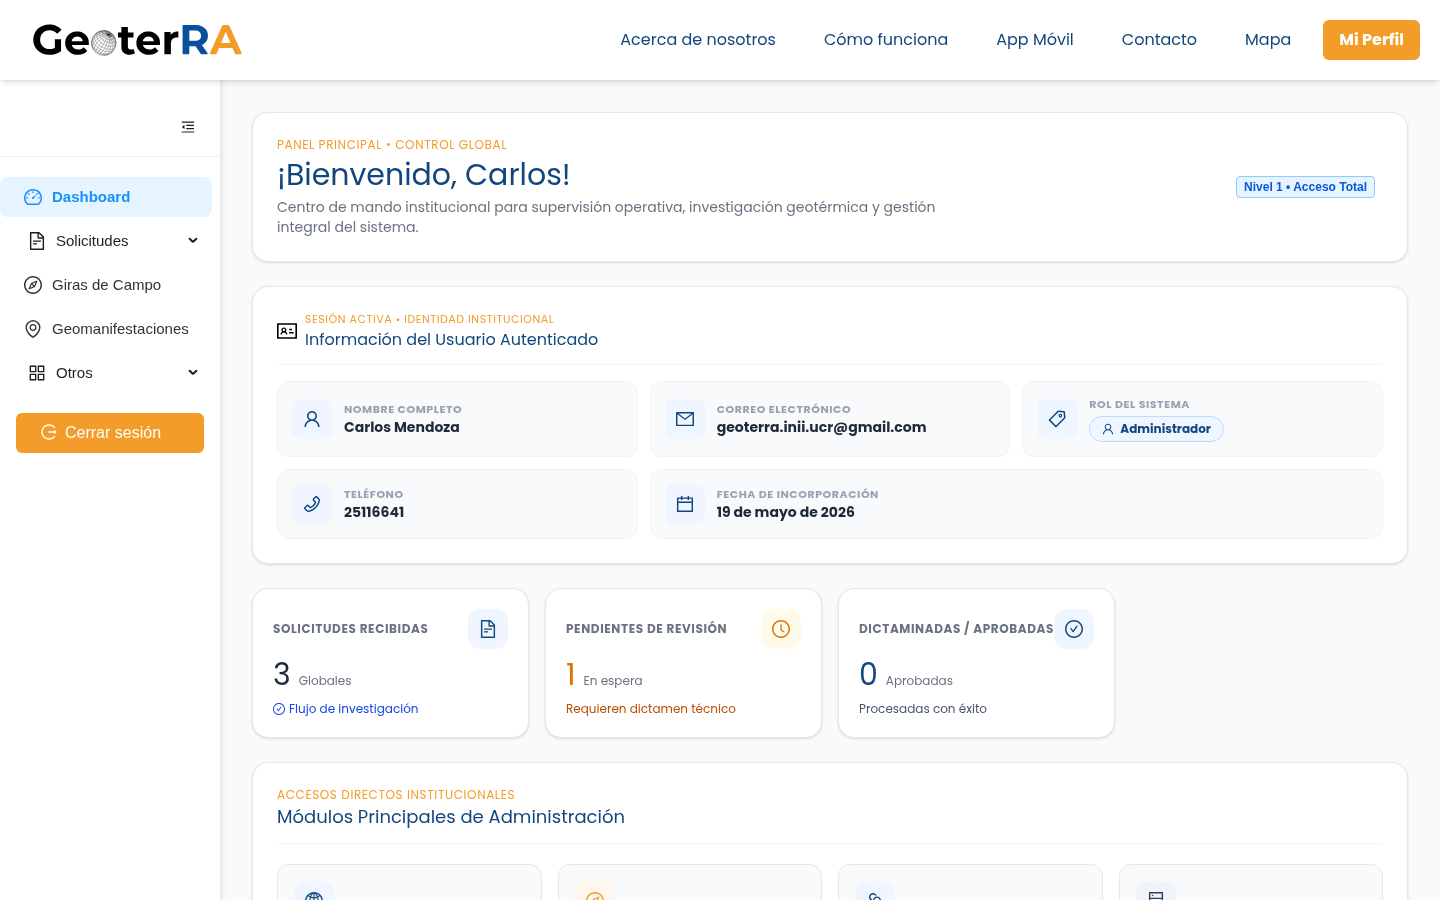 GeoterRA
Acerca de nosotros
Cómo funciona
App Móvil
Contacto
Mapa
Mi Perfil
Dashboard
Solicitudes
Giras de Campo
Geomanifestaciones
Otros
Cerrar sesión
PANEL PRINCIPAL • CONTROL GLOBAL
¡Bienvenido, Carlos!
Centro de mando institucional para supervisión operativa, investigación geotérmica y gestión
integral del sistema.
Nivel 1 • Acceso Total
SESIÓN ACTIVA • IDENTIDAD INSTITUCIONAL
Información del Usuario Autenticado
NOMBRE COMPLETO
Carlos Mendoza
CORREO ELECTRÓNICO
geoterra.inii.ucr@gmail.com
ROL DEL SISTEMA
Administrador
TELÉFONO
25116641
FECHA DE INCORPORACIÓN
19 de mayo de 2026
SOLICITUDES RECIBIDAS
3 Globales
Flujo de investigación
PENDIENTES DE REVISIÓN
1 En espera
Requieren dictamen técnico
DICTAMINADAS / APROBADAS
0 Aprobadas
Procesadas con éxito
ACCESOS DIRECTOS INSTITUCIONALES
Módulos Principales de Administración